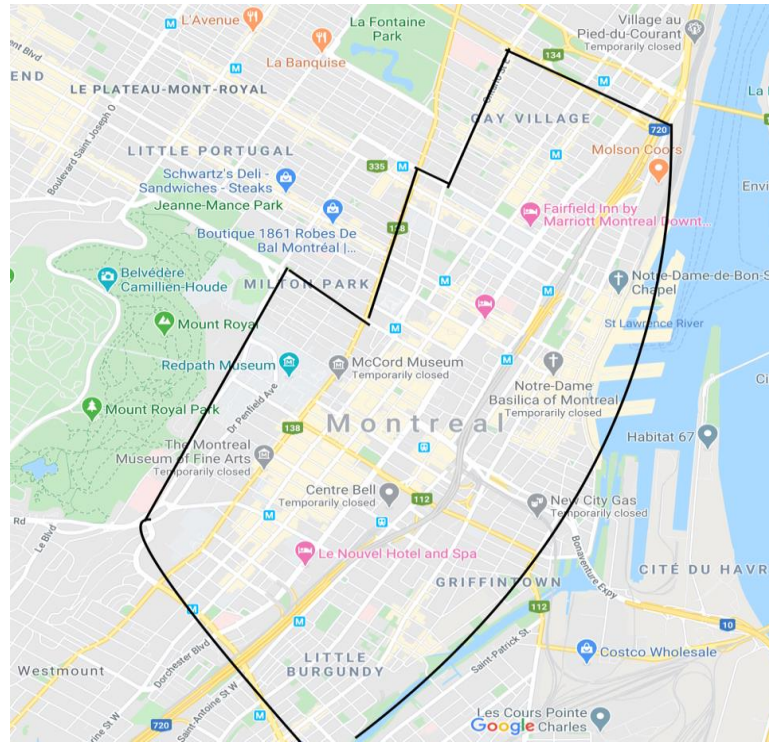 L'Avenue
La Fontaine
Park
Village au
Pied-du-Courant
Temporarily closed
134
La Banquise
END
LE PLATEAU-MONT-ROYAL
Boulevard Saint Joseph O
GAY VILLAGE
720
LITTLE PORTUGAL
Molson Coors
335
Schwartz's Deli -
Sandwiches - Steaks
Jeanne-Mance Park
Boutique 1861 Robes De
Bal Montréal |...
Fairfield Inn by
Marriott Montreal Downt...
Belvédère
Camillien-Houde
MILTON PARK
Notre-Dame-de-Bon-S
Chapel
Mount Royal
St Lawrence River
Redpath Museum
McCord Museum
Temporarily closed
Notre-Dame
Basilica of Montreal
Temporarily closed
Mount Royal Park
Dr Penfield Ave
Montreal
138
Habitat 67
The Montreal
Museum of Fine Arts
Temporarily closed
Centre Bell
Temporarily closed
112
New City Gas
Temporarily closed
Rd
Le Blvd
Le Nouvel Hotel and Spa
Bonaventure Expy
CITÉ DU HAVR
GRIFFINTOWN
112
10
Saint-Patrick St.
Costco Wholesale
Westmount
Dorchester Blvd
LITTLE
BURGUNDY
Saint-Antoine St W
720
Les Cours Pointe
Charles
Google